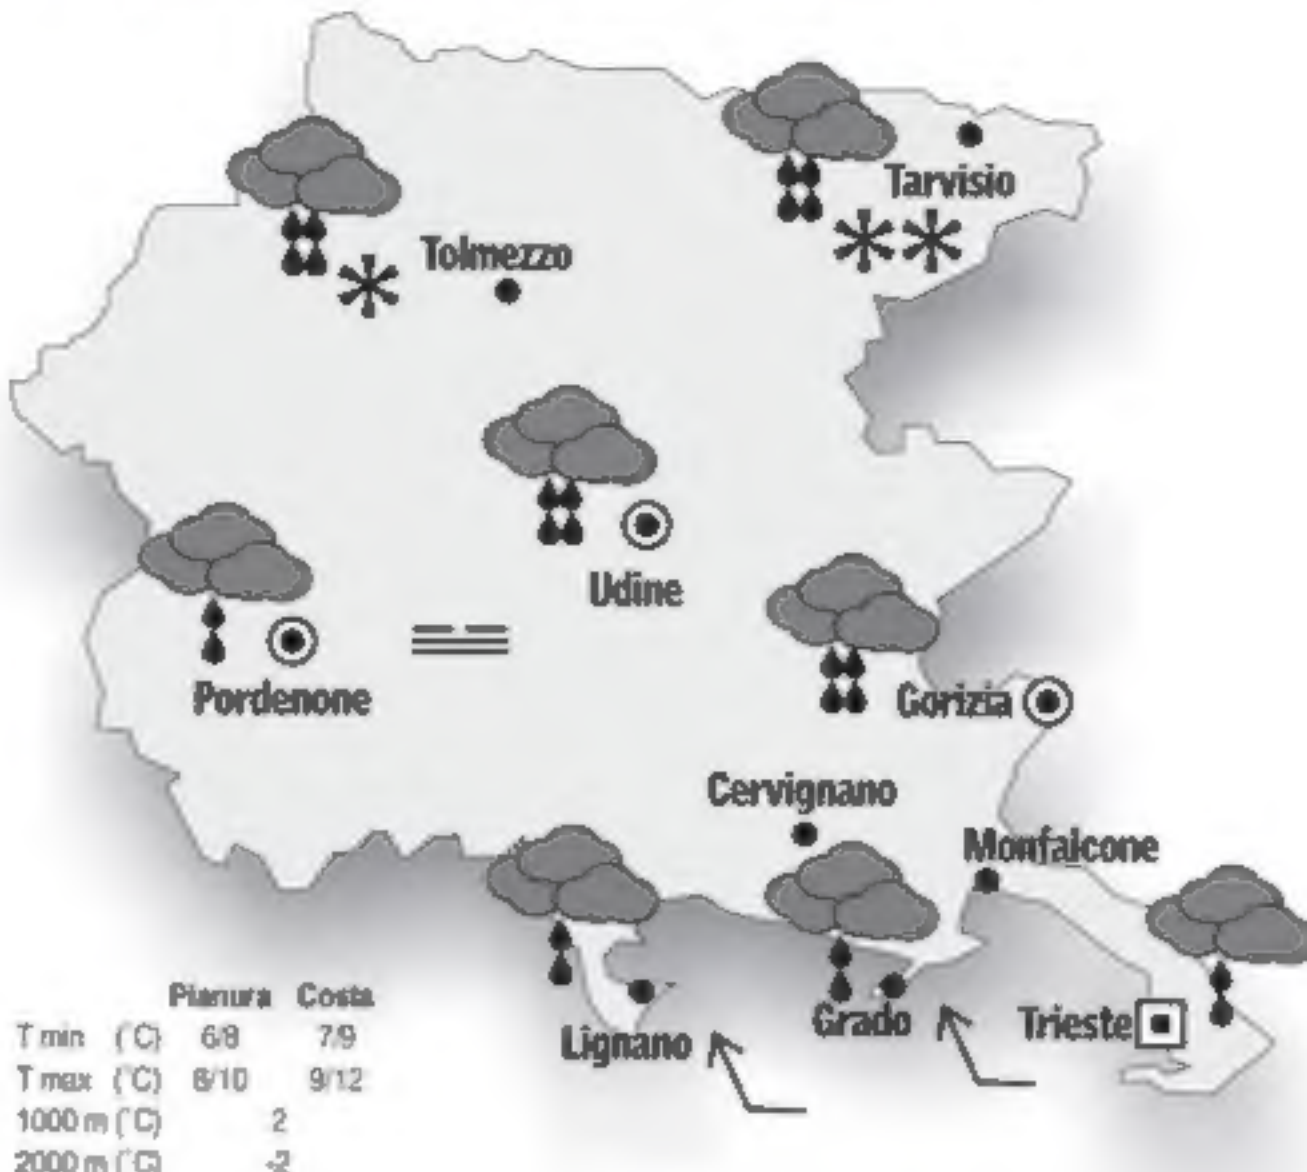 Tarvisio
Tolmezzo
Udine
Pordenone
Gorizia
Cervignano
Monfalcone
Grado
Trieste
Lignano
Pianura Costa
T min (°C) 6/8 7/9
T max (°C) 8/10 9/12
1000 m (°C) 2
2000 m (°C) -2